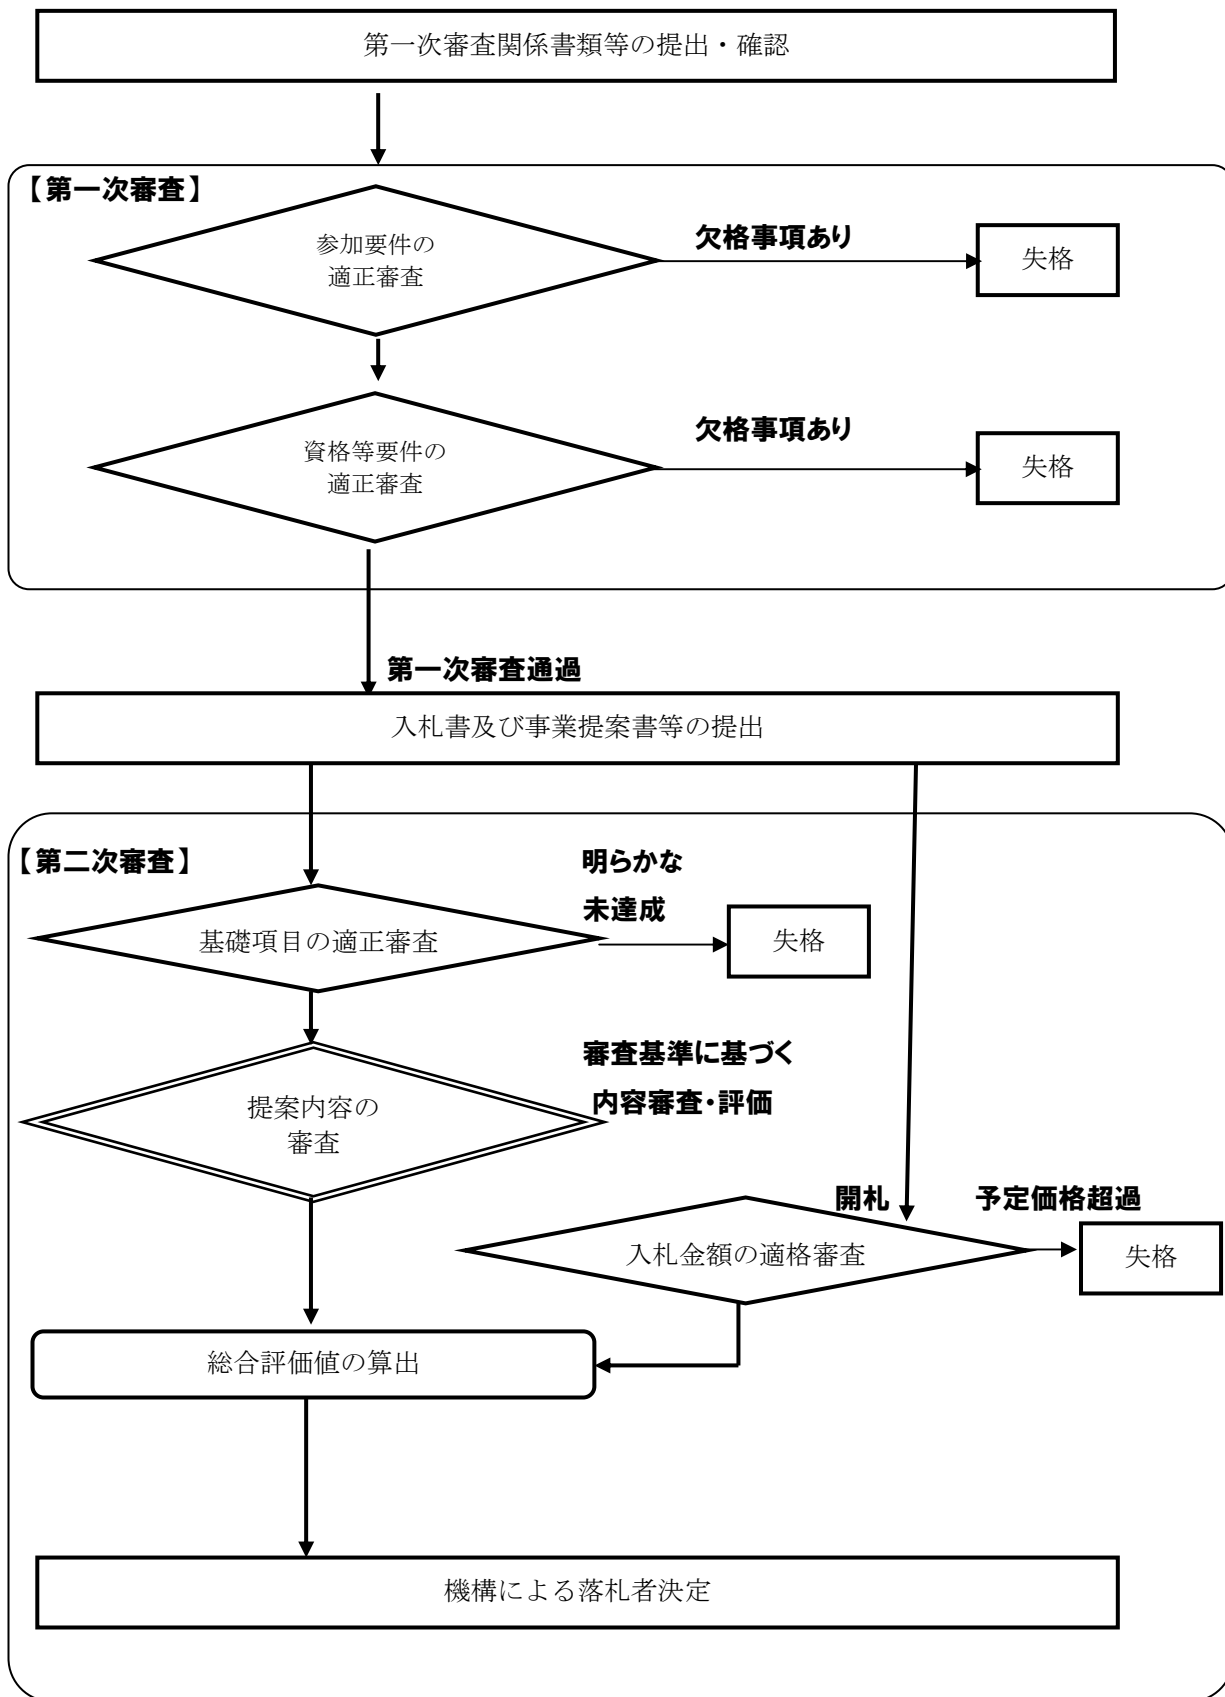 第一次審査関係書類等の提出・確認
【第一次審査】
参加要件の
適正審査
欠格事項あり
失格
資格等要件の
適正審査
欠格事項あり
失格
第一次審査通過
入札書及び事業提案書等の提出
【第二次審査】
明らかな
未達成
基礎項目の適正審査
失格
審査基準に基づく
内容審査・評価
提案内容の
審査
開札
予定価格超過
入札金額の適格審査
失格
総合評価値の算出
機構による落札者決定